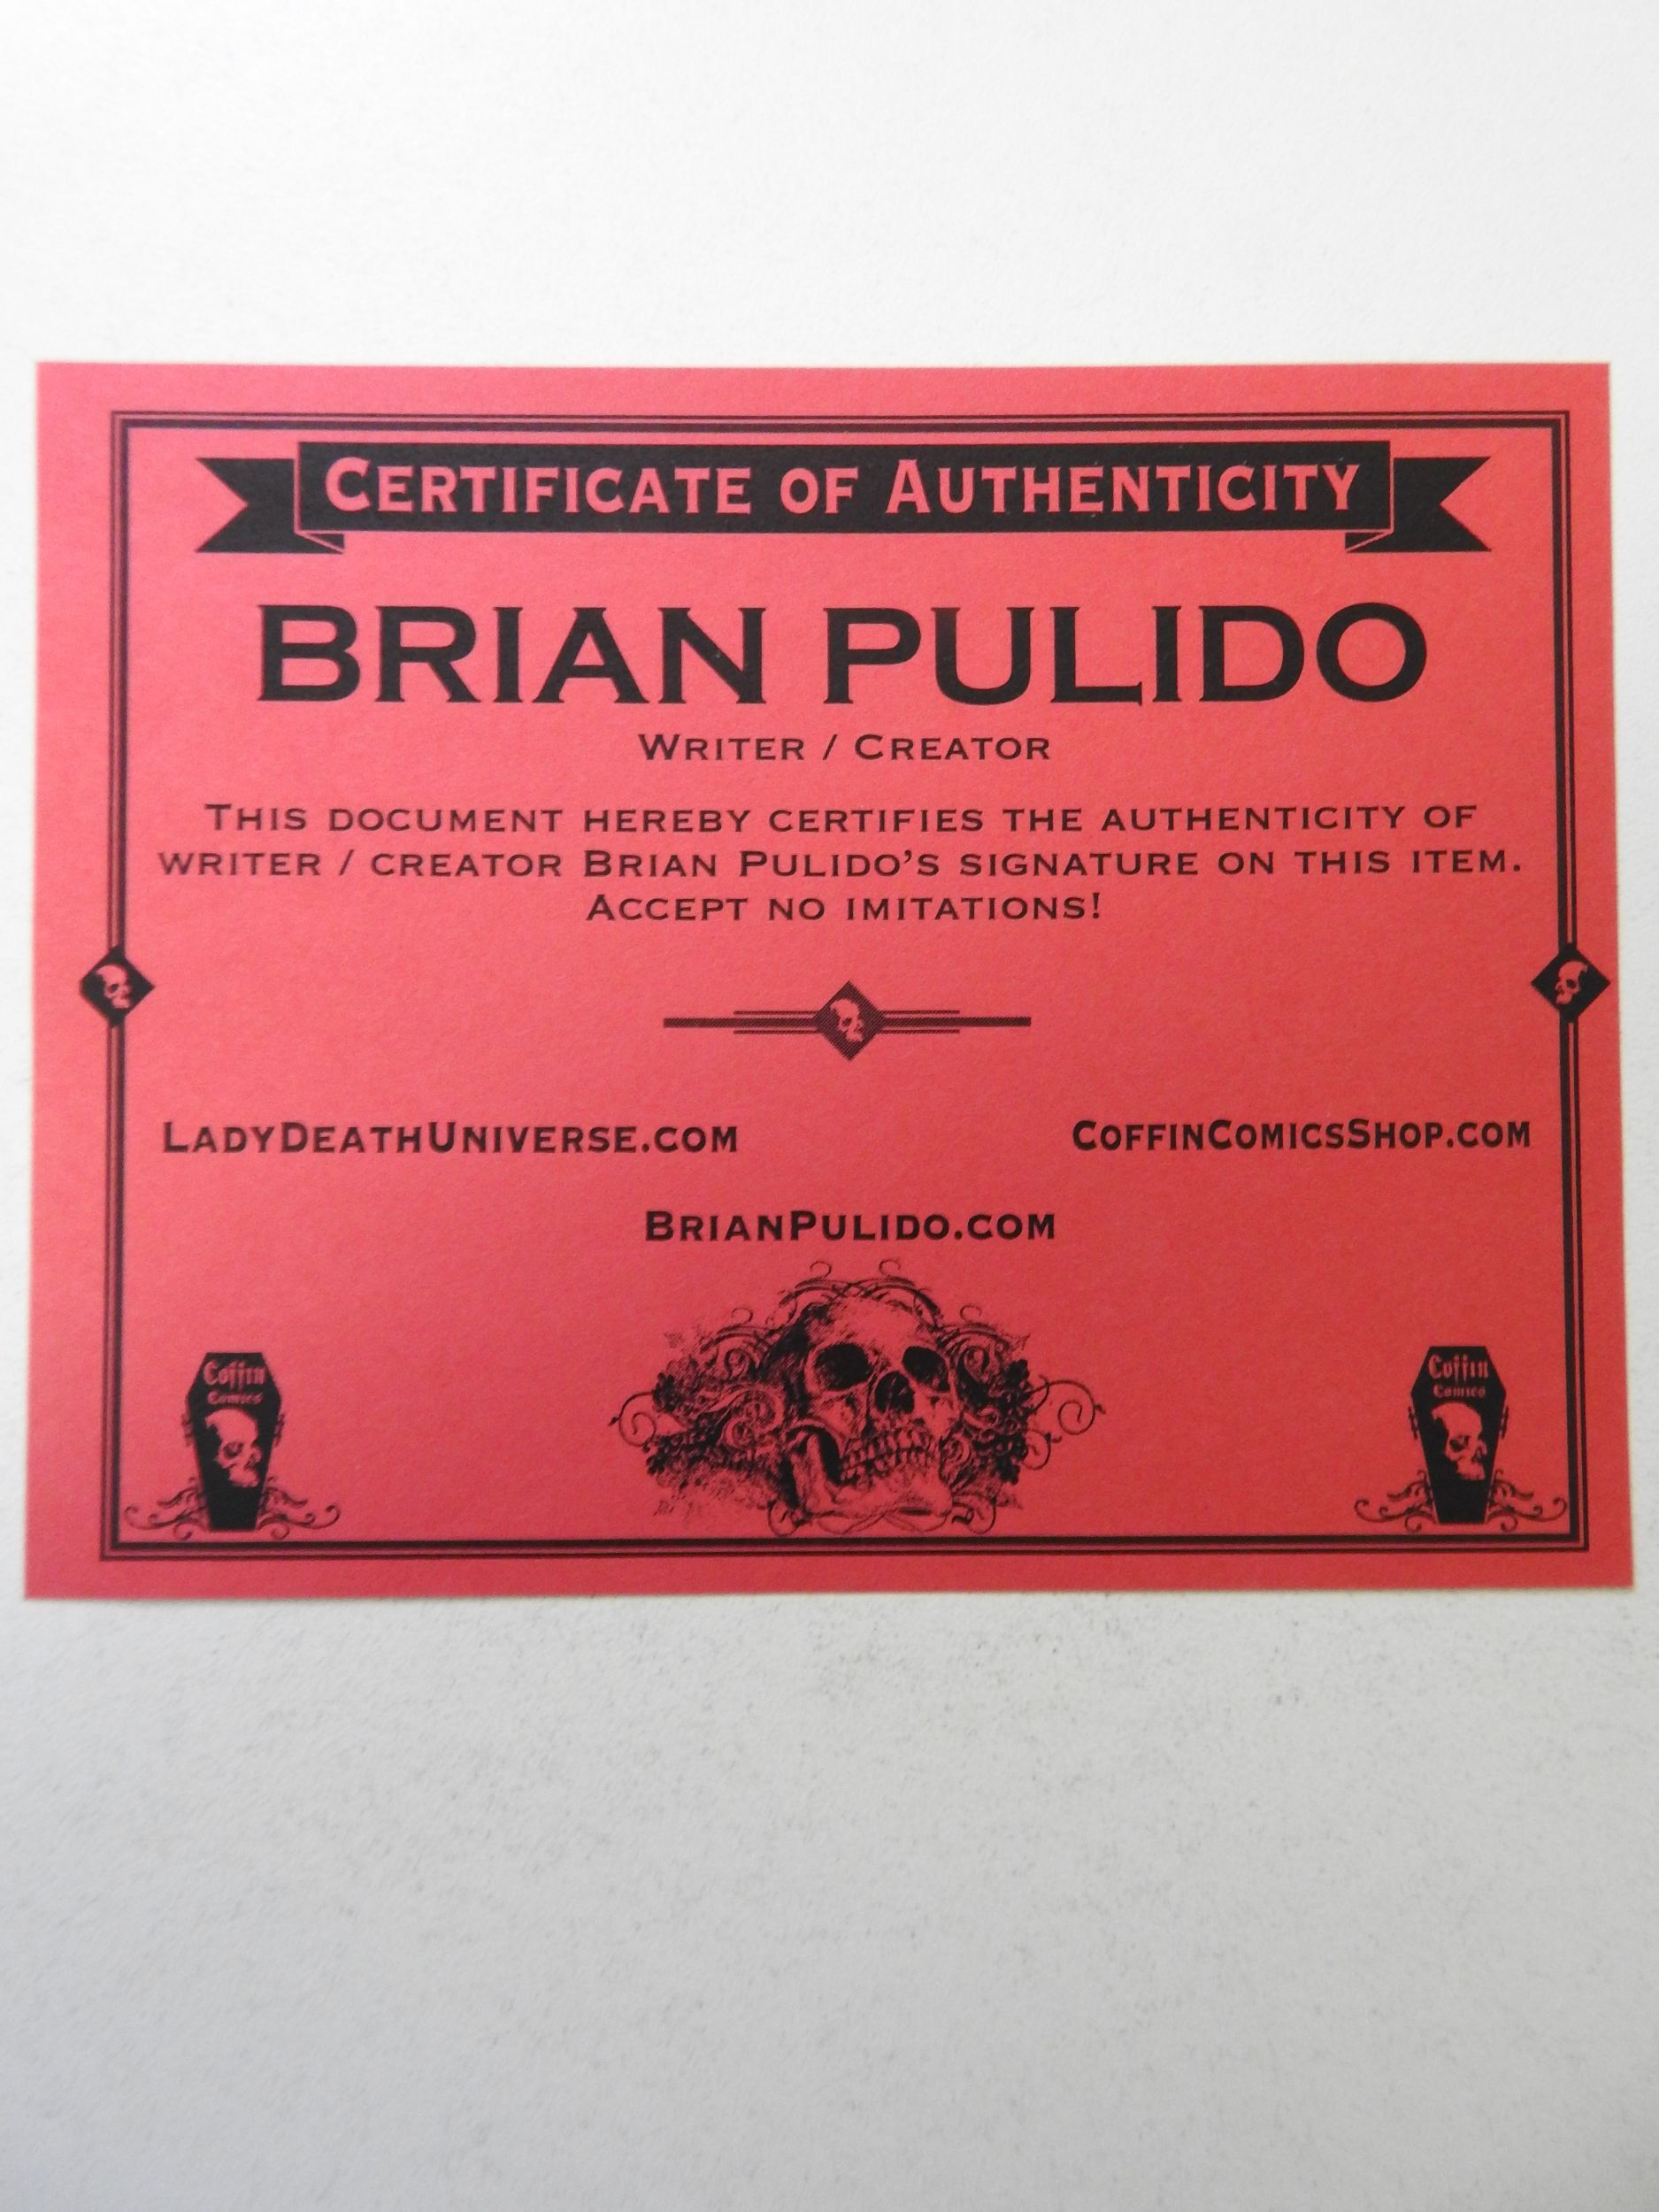 CERTIFICATE OF AUTHENTICITY
BRIAN PULIDO
WRITER / CREATOR
THIS DOCUMENT HEREBY CERTIFIES THE AUTHENTICITY OF
WRITER / CREATOR BRIAN PULIDO'S SIGNATURE ON THIS ITEM.
ACCEPT NO IMITATIONS!
LADYDEATHUNIVERSE.COM
COFFINCOMICSSHOP.COM
BRIANPULIDO.COM
Coffin
Comics
Coffin
Comics